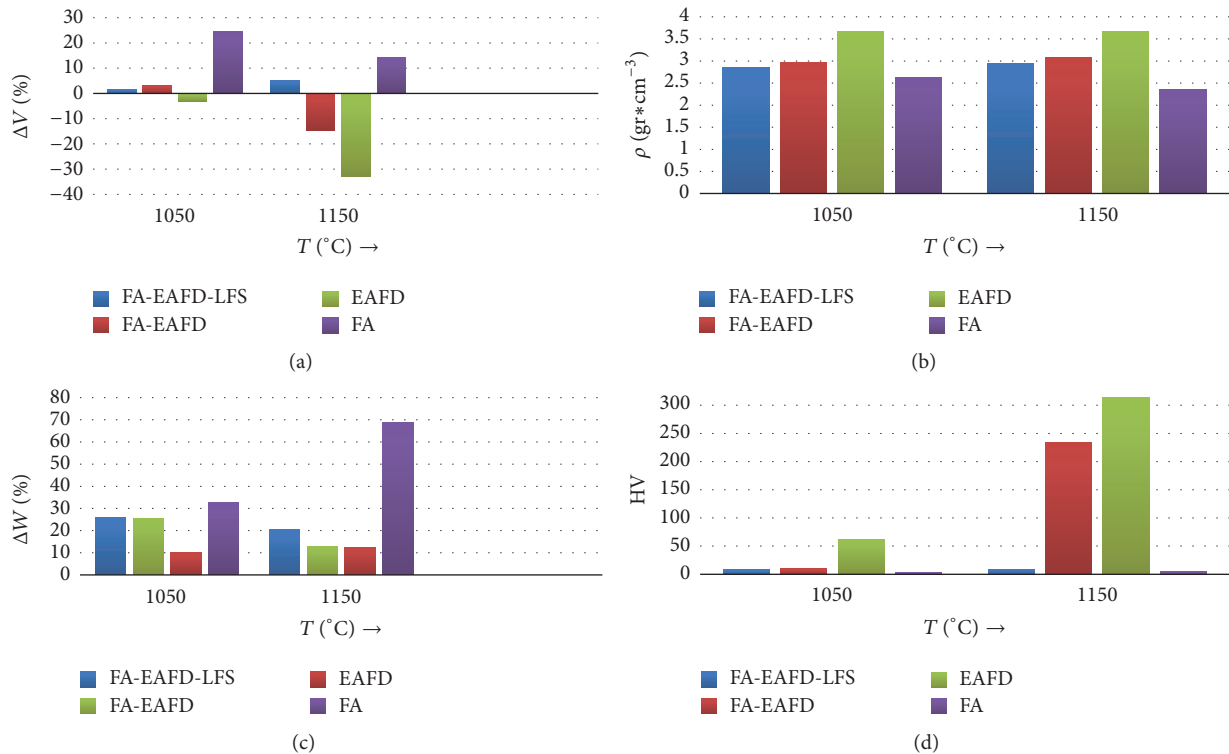 30
20
10
0
−10
−20
−30
−40
ΔV (%)
1050 1150
T (°C) →
FA-EAFD-LFS EAFD
FA-EAFD FA
(a)
4
3.5
3
2.5
2
1.5
1
0.5
0
ρ (gr∗cm−3)
1050 1150
T (°C) →
FA-EAFD-LFS EAFD
FA-EAFD FA
(b)
80
70
60
50
40
30
20
10
0
ΔW (%)
1050 1150
T (°C) →
FA-EAFD-LFS EAFD
FA-EAFD FA
(c)
300
250
200
150
100
50
0
HV
1050 1150
T (°C) →
FA-EAFD-LFS EAFD
FA-EAFD FA
(d)